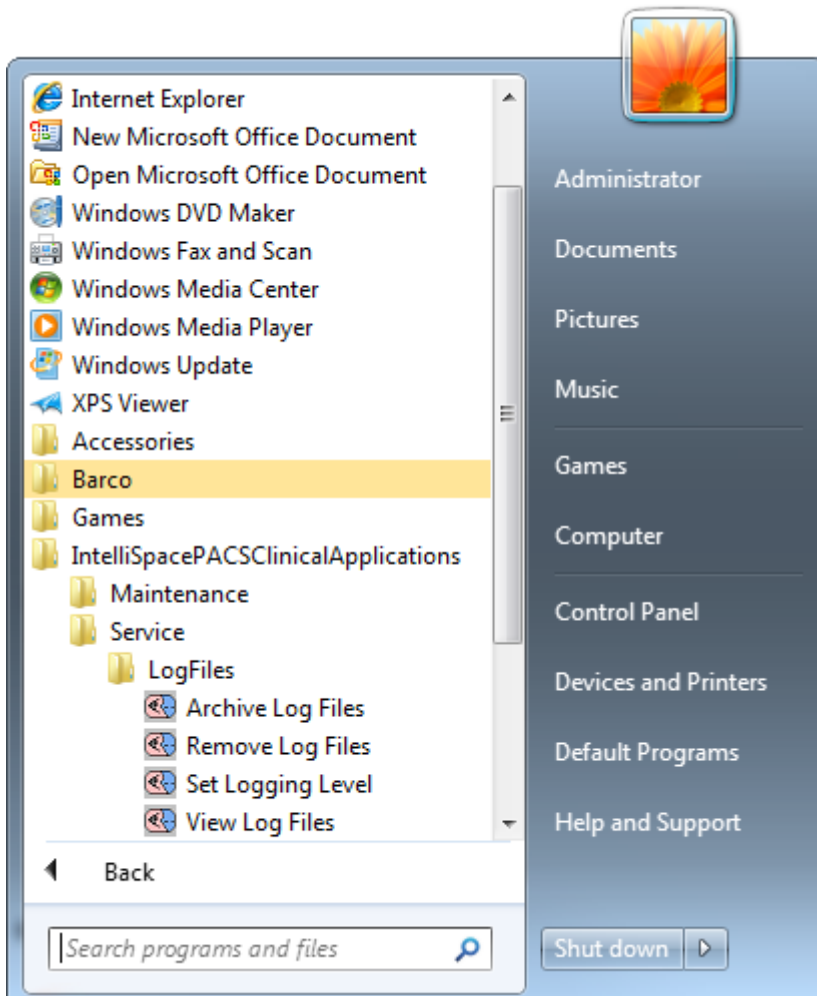 Internet Explorer
New Microsoft Office Document
Open Microsoft Office Document
Windows DVD Maker
Windows Fax and Scan
Windows Media Center
Windows Media Player
Windows Update
XPS Viewer
Accessories
Barco
Games
IntelliSpacePACSClinicalApplications
Maintenance
Service
LogFiles
Archive Log Files
Remove Log Files
Set Logging Level
View Log Files
Back
Search programs and files
Administrator
Documents
Pictures
Music
Games
Computer
Control Panel
Devices and Printers
Default Programs
Help and Support
Shut down